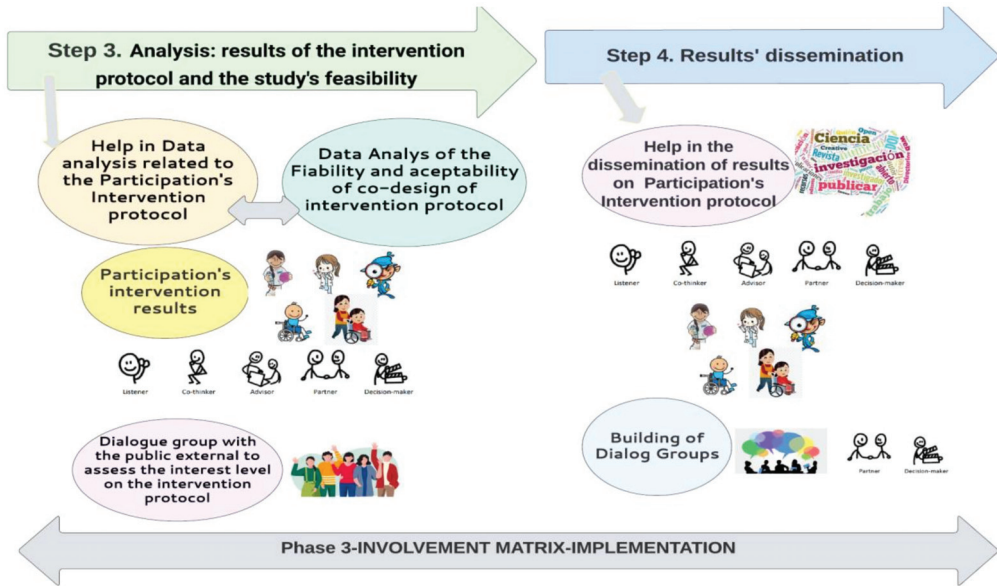 Step 3. Analysis: results of the intervention
protocol and the study's feasibility
Help in Data
analysis related to
the Participation's
Intervention
protocol
Data Analys of the
Fiability and aceptability
of co-design of
intervention protocol
Participation's
intervention
results
Listener
Co-thinker
Advisor
Partner
Decision-maker
Dialogue group with
the public external to
assess the interest level
on the intervention
protocol
Step 4. Results' dissemination
Help in the
dissemination of results
on Participation's
Intervention protocol
Open
Ciencia
Creative
Revista
investigación
publicar
abierto
Listener
Co-thinker
Advisor
Partner
Decision-maker
Building of
Dialog Groups
Partner
Decision-maker
Phase 3-INVOLVEMENT MATRIX-IMPLEMENTATION